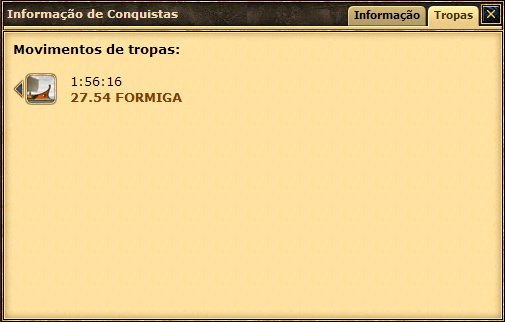 Informação de Conquistas
Informação
Tropas
Movimentos de tropas:
1:56:16
27.54 FORMIGA